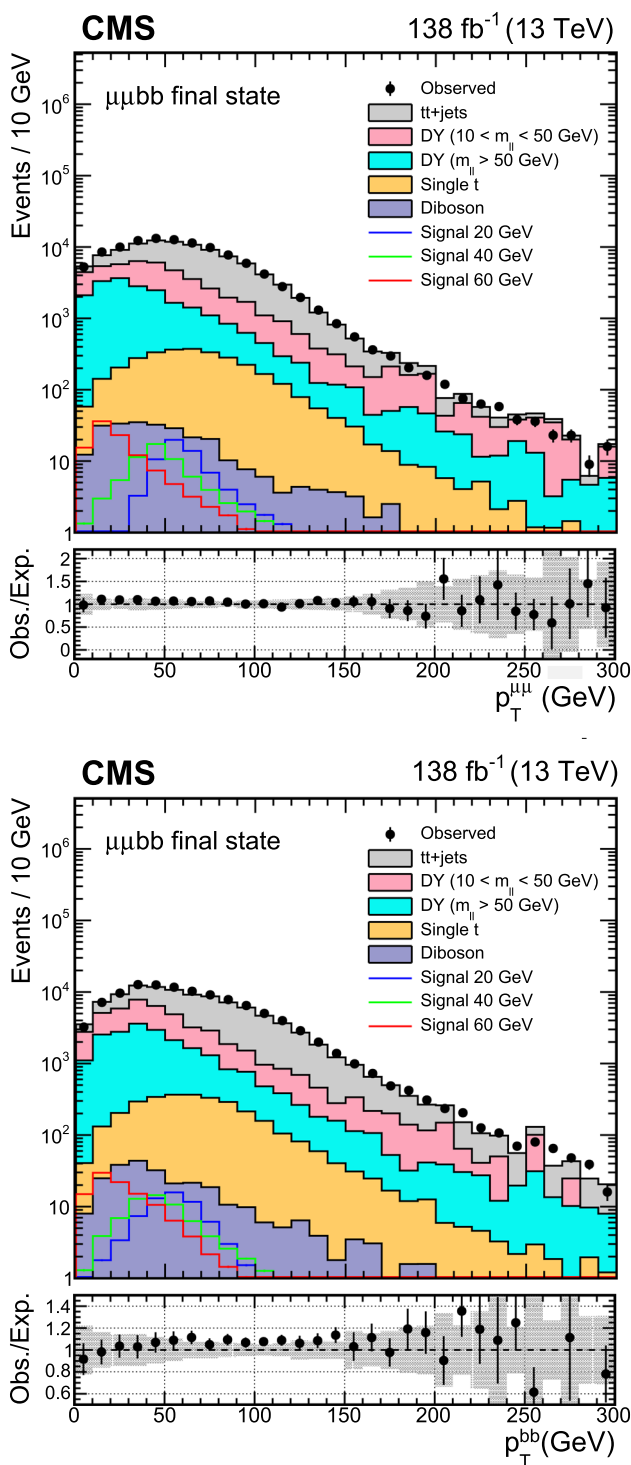 CMS 138 fb⁻¹ (13 TeV)
Events / 10 GeV
μμbb final state
Observed
tt+jets
DY (10 < m_ll < 50 GeV)
DY (m_ll > 50 GeV)
Single t
Diboson
Signal 20 GeV
Signal 40 GeV
Signal 60 GeV
10⁶
10⁵
10⁴
10³
10²
10
1
Obs./Exp.
2
1.5
1
0.5
0
0 50 100 150 200 250 300
p_T^μμ (GeV)
CMS 138 fb⁻¹ (13 TeV)
Events / 10 GeV
μμbb final state
Observed
tt+jets
DY (10 < m_ll < 50 GeV)
DY (m_ll > 50 GeV)
Single t
Diboson
Signal 20 GeV
Signal 40 GeV
Signal 60 GeV
10⁶
10⁵
10⁴
10³
10²
10
1
Obs./Exp.
1.4
1.2
1.0
0.8
0.6
0 50 100 150 200 250 300
p_T^bb (GeV)